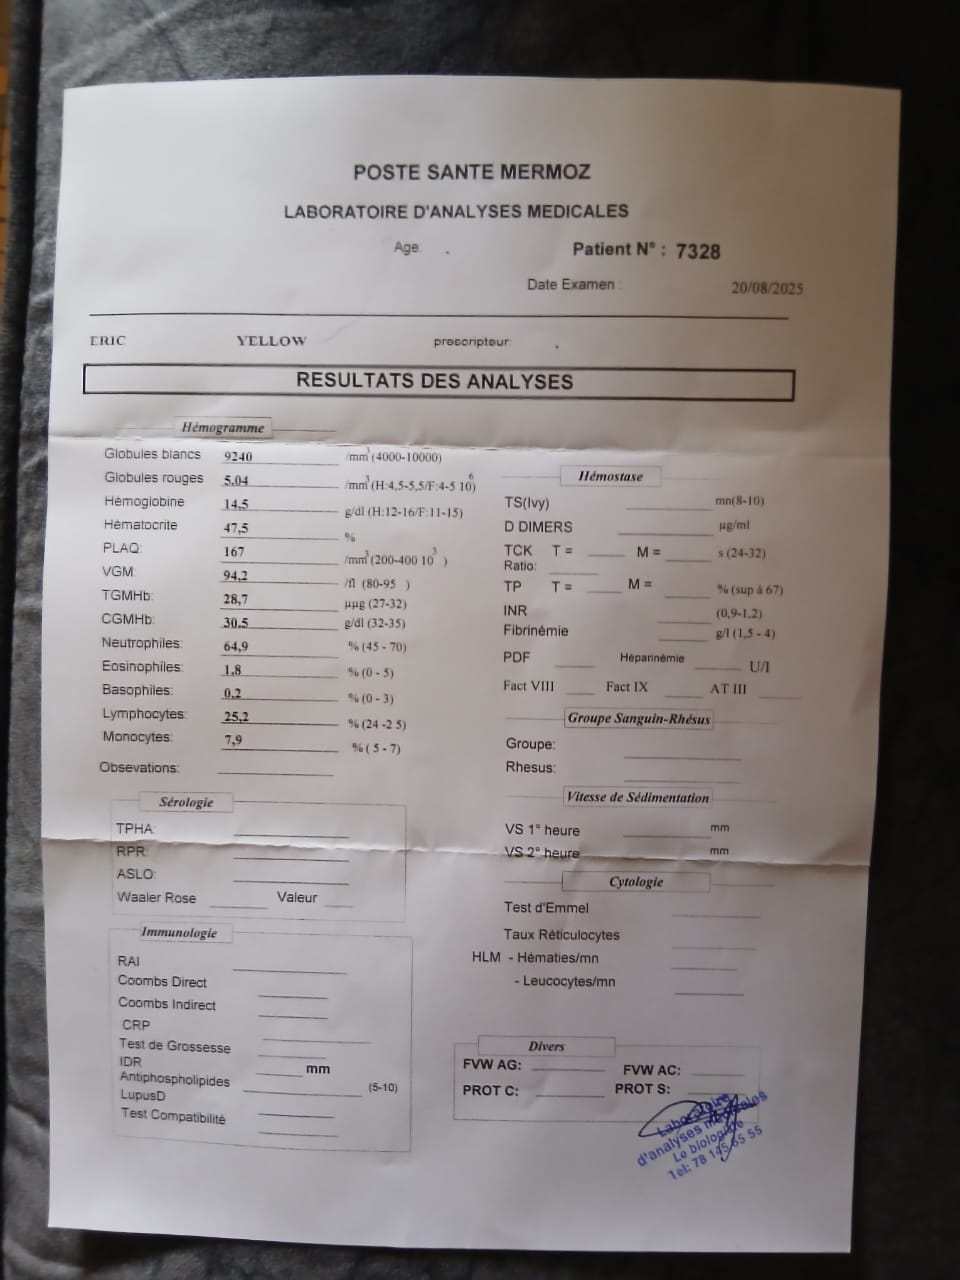 POSTE SANTE MERMOZ
LABORATOIRE D'ANALYSES MEDICALES
Age: . Patient N° : 7328
Date Examen : 20/08/2025
ERIC YELLOW prescripteur: .
RESULTATS DES ANALYSES
Hémogramme
Globules blancs 9240 /mm³ (4000-10000)
Globules rouges 5,04 /mm³ (H:4,5-5,5/F:4-5 10⁶)
Hémoglobine 14,5 g/dl (H:12-16/F:11-15)
Hématocrite 47,5 %
PLAQ: 167 /mm³ (200-400 10³ )
VGM: 94,2 /fl (80-95 )
TGMHb: 28,7 µµg (27-32)
CGMHb: 30,5 g/dl (32-35)
Neutrophiles: 64,9 % (45 - 70)
Eosinophiles: 1,8 % (0 - 5)
Basophiles: 0,2 % (0 - 3)
Lymphocytes: 25,2 % (24 -2 5)
Monocytes: 7,9 % ( 5 - 7)
Obsevations:
Sérologie
TPHA:
RPR:
ASLO:
Waaler Rose Valeur
Immunologie
RAI
Coombs Direct
Coombs Indirect
CRP
Test de Grossesse
IDR mm
Antiphospholipides (5-10)
LupusD
Test Compatibilité
Hémostase
TS(Ivy) mn(8-10)
D DIMERS µg/ml
TCK T = M = s (24-32)
Ratio:
TP T = M = % (sup à 67)
INR (0,9-1,2)
Fibrinémie g/l (1,5 - 4)
PDF Héparinémie U/l
Fact VIII Fact IX AT III
Groupe Sanguin-Rhésus
Groupe:
Rhesus:
Vitesse de Sédimentation
VS 1° heure mm
VS 2° heure mm
Cytologie
Test d'Emmel
Taux Réticulocytes
HLM - Hématies/mn
- Leucocytes/mn
Divers
FVW AG: FVW AC:
PROT C: PROT S:
Laboratoire
d'analyses médicales
Le biologiste
Tel: 78 145 65 55